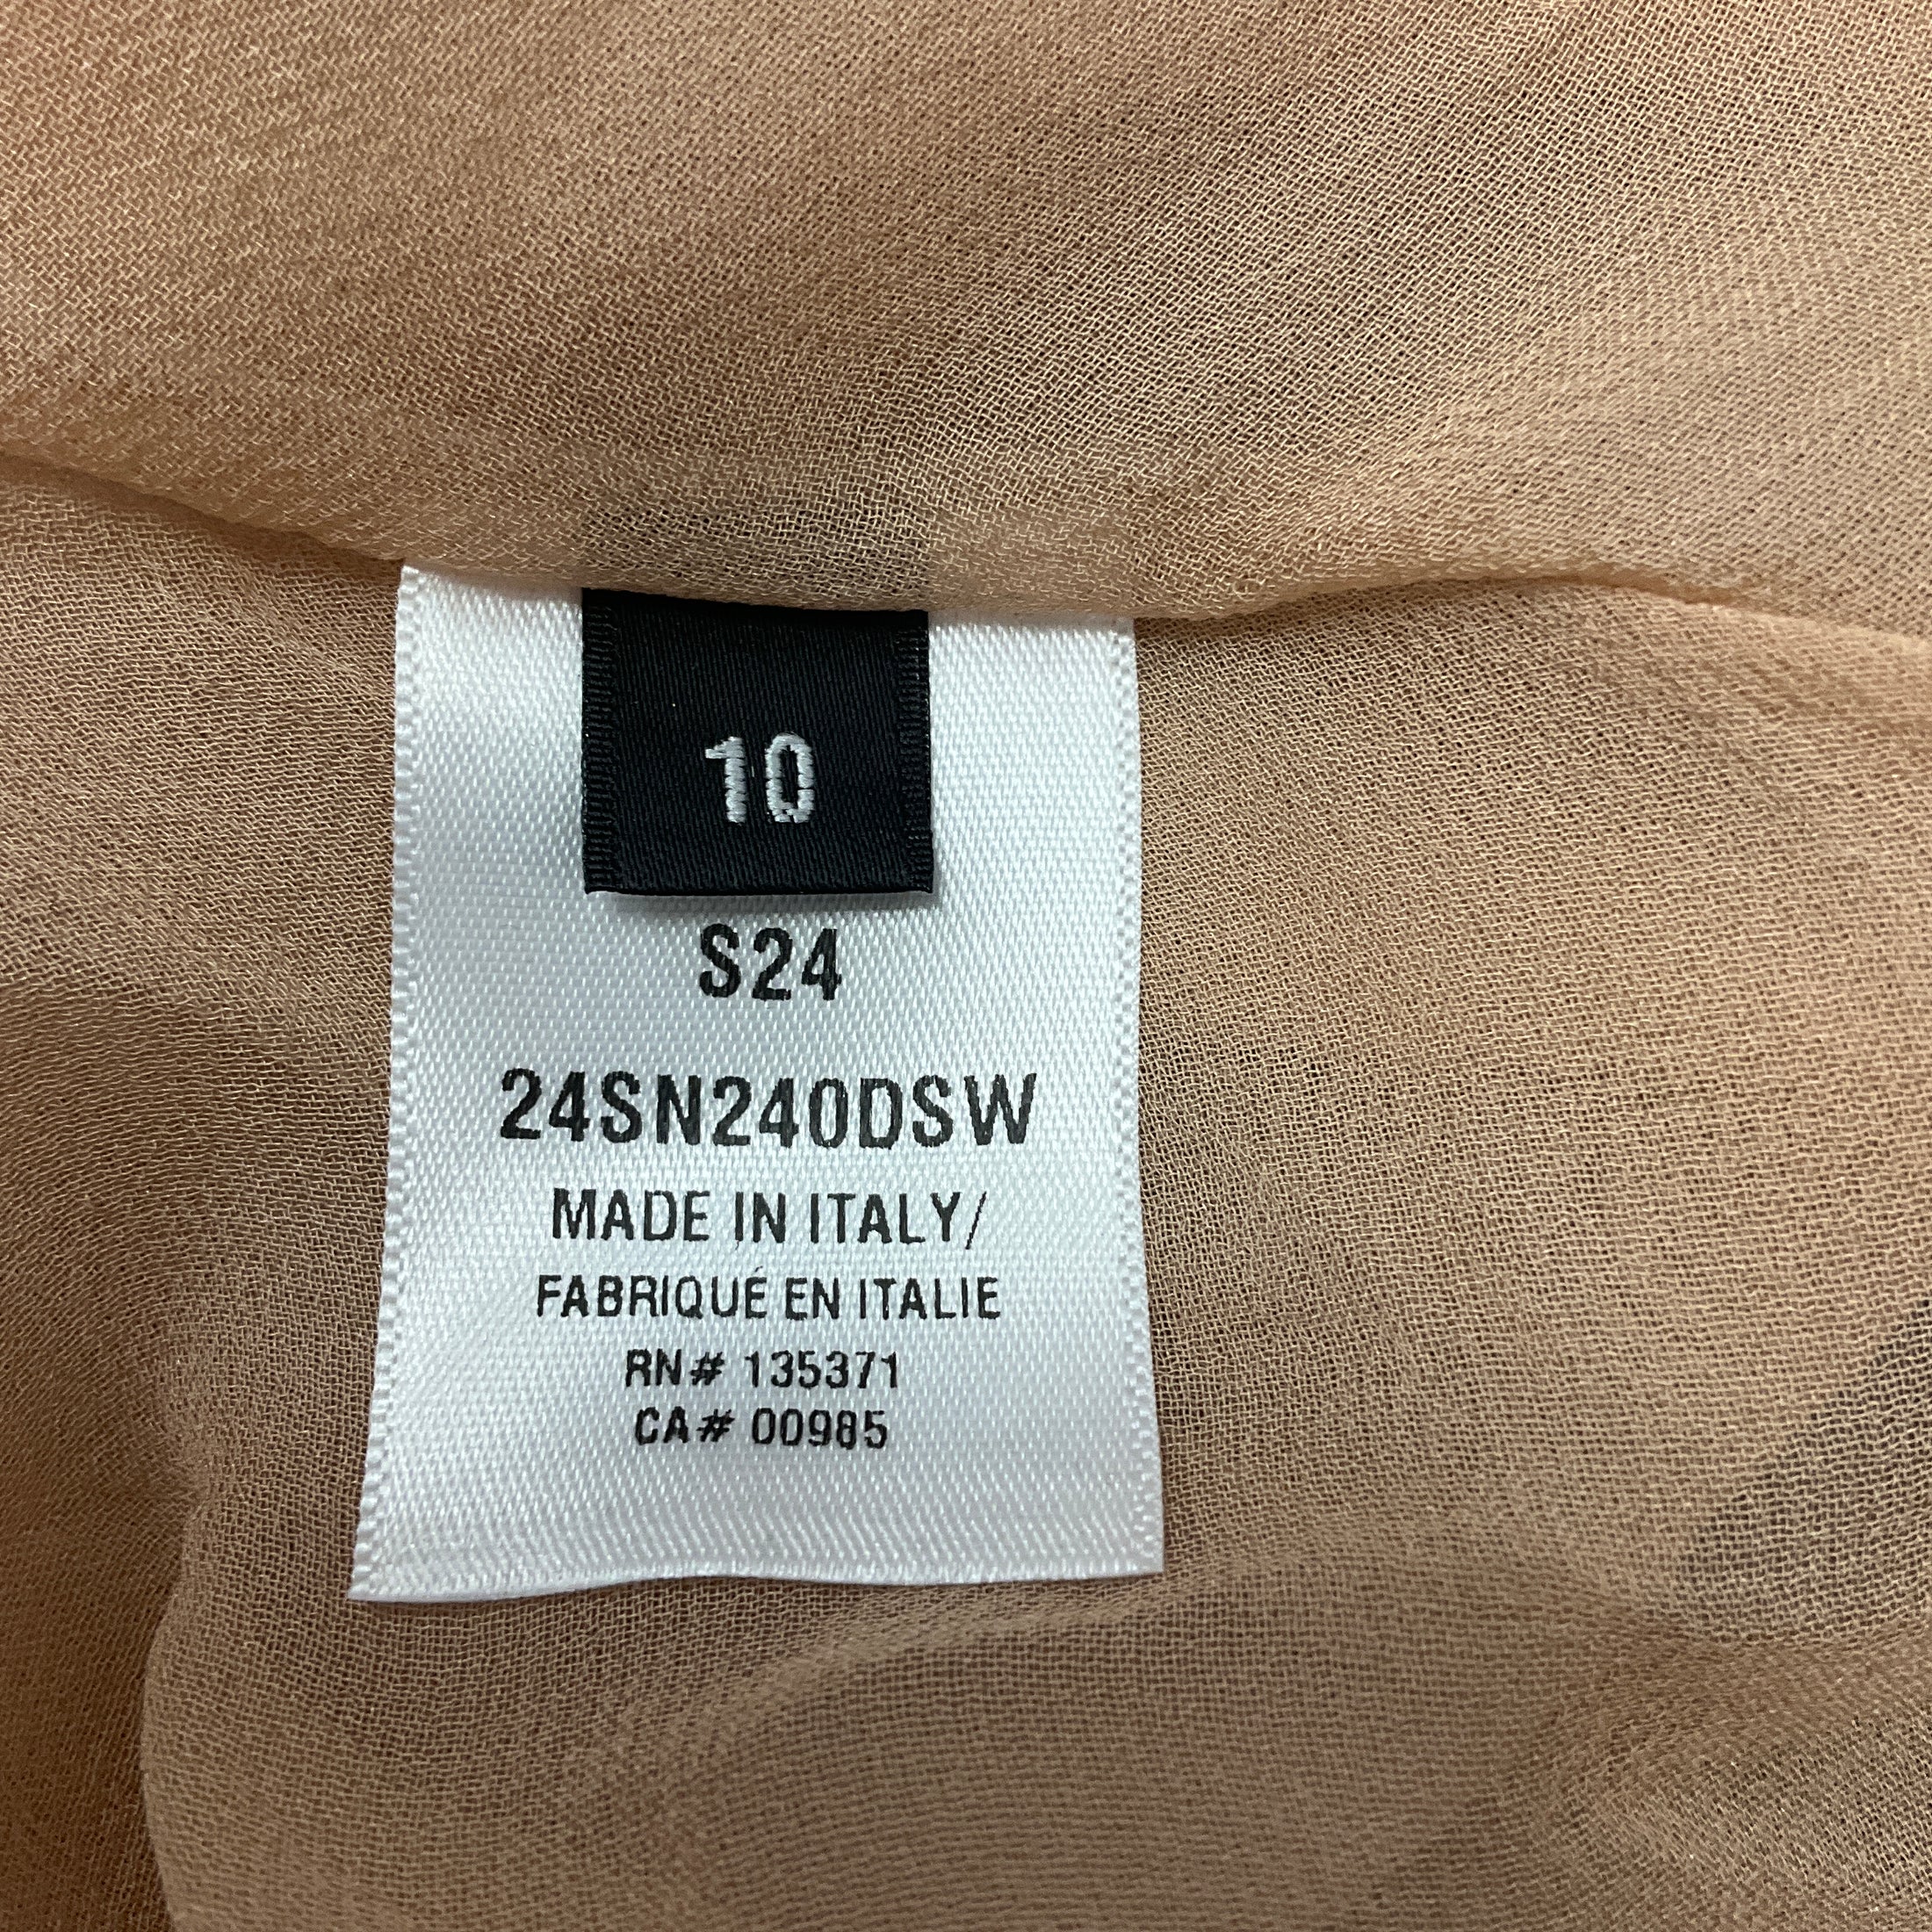 10
S24
24SN240DSW
MADE IN ITALY/
FABRIQUÉ EN ITALIE
RN# 135371
CA# 00985